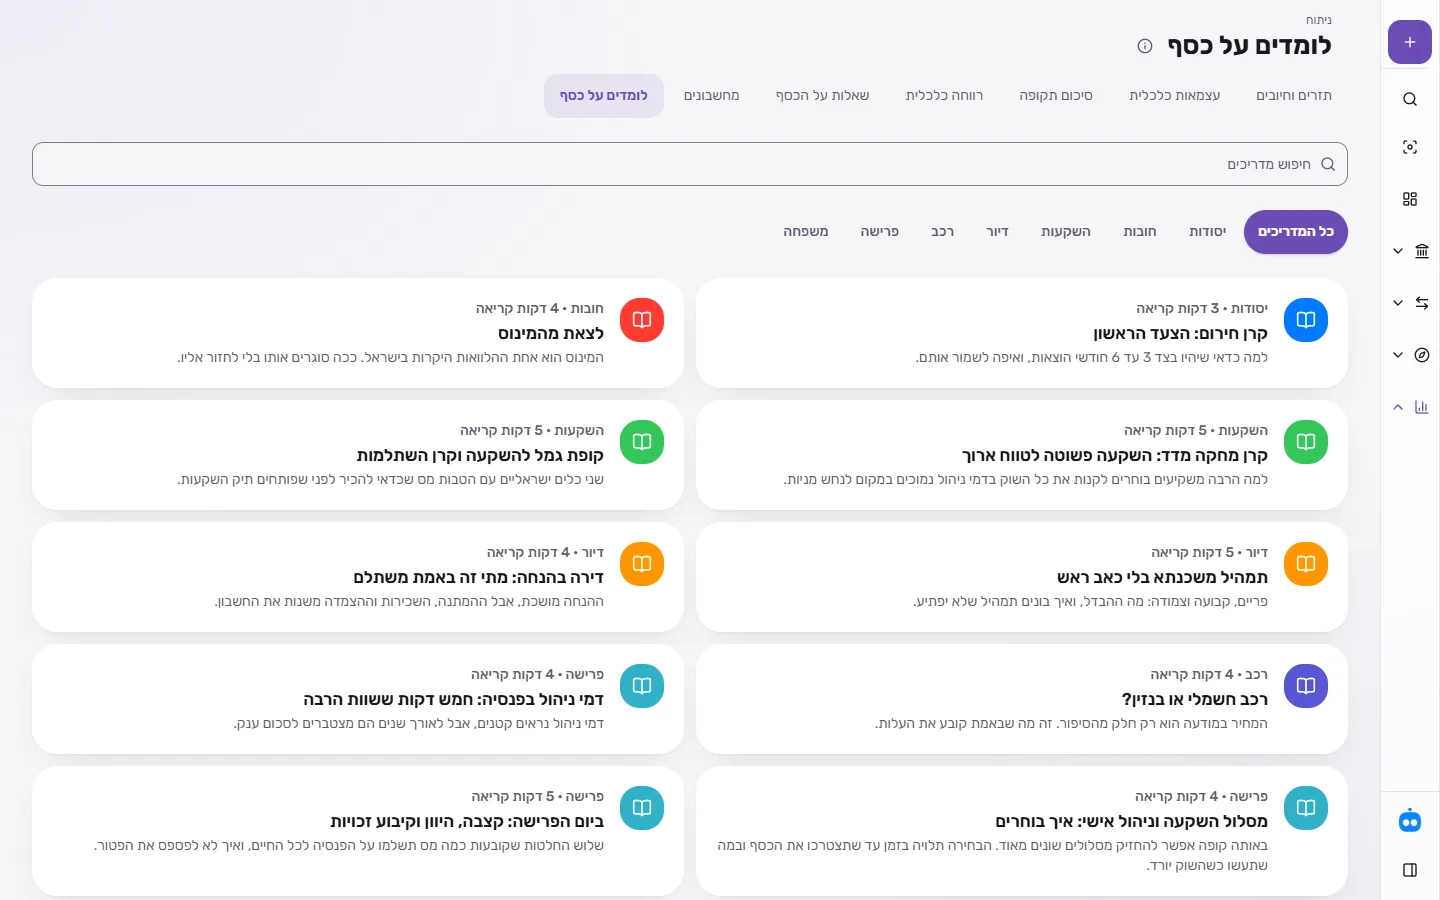 ניתוח
לומדים על כסף
תזרים וחיובים
עצמאות כלכלית
סיכום תקופה
רווחה כלכלית
שאלות על הכסף
מחשבונים
לומדים על כסף
חיפוש מדריכים
כל המדריכים
יסודות
חובות
השקעות
דיור
רכב
פרישה
משפחה
יסודות • 3 דקות קריאה
קרן חירום: הצעד הראשון
למה כדאי שיהיו בצד 3 עד 6 חודשי הוצאות, ואיפה לשמור אותם.
חובות • 4 דקות קריאה
לצאת מהמינוס
המינוס הוא אחת ההלוואות היקרות בישראל. ככה סוגרים אותו בלי לחזור אליו.
השקעות • 5 דקות קריאה
קרן מחקה מדד: השקעה פשוטה לטווח ארוך
למה הרבה משקיעים בוחרים לקנות את כל השוק בדמי ניהול נמוכים במקום לנחש מניות.
השקעות • 5 דקות קריאה
קופת גמל להשקעה וקרן השתלמות
שני כלים ישראליים עם הטבות מס שכדאי להכיר לפני שפותחים תיק השקעות.
דיור • 5 דקות קריאה
תמהיל משכנתא בלי כאב ראש
פריים, קבועה וצמודה: מה ההבדל, ואיך בונים תמהיל שלא יפתיע.
דיור • 4 דקות קריאה
דירה בהנחה: מתי זה באמת משתלם
ההנחה מושכת, אבל ההמתנה, השכירות וההצמדה משנות את החשבון.
רכב • 4 דקות קריאה
רכב חשמלי או בנזין?
המחיר במודעה הוא רק חלק מהסיפור. זה מה שבאמת קובע את העלות.
פרישה • 4 דקות קריאה
דמי ניהול בפנסיה: חמש דקות ששוות הרבה
דמי ניהול נראים קטנים, אבל לאורך שנים הם מצטברים לסכום ענק.
פרישה • 4 דקות קריאה
מסלול השקעה וניהול אישי: איך בוחרים
באותה קופה אפשר להחזיק מסלולים שונים מאוד. הבחירה תלויה בזמן עד שתצטרכו את הכסף ובמה
שתעשו כשהשוק יורד.
פרישה • 5 דקות קריאה
ביום הפרישה: קצבה, היוון וקיבוע זכויות
שלוש החלטות שקובעות כמה מס תשלמו על הפנסיה לכל החיים, ואיך לא לפספס את הפטור.